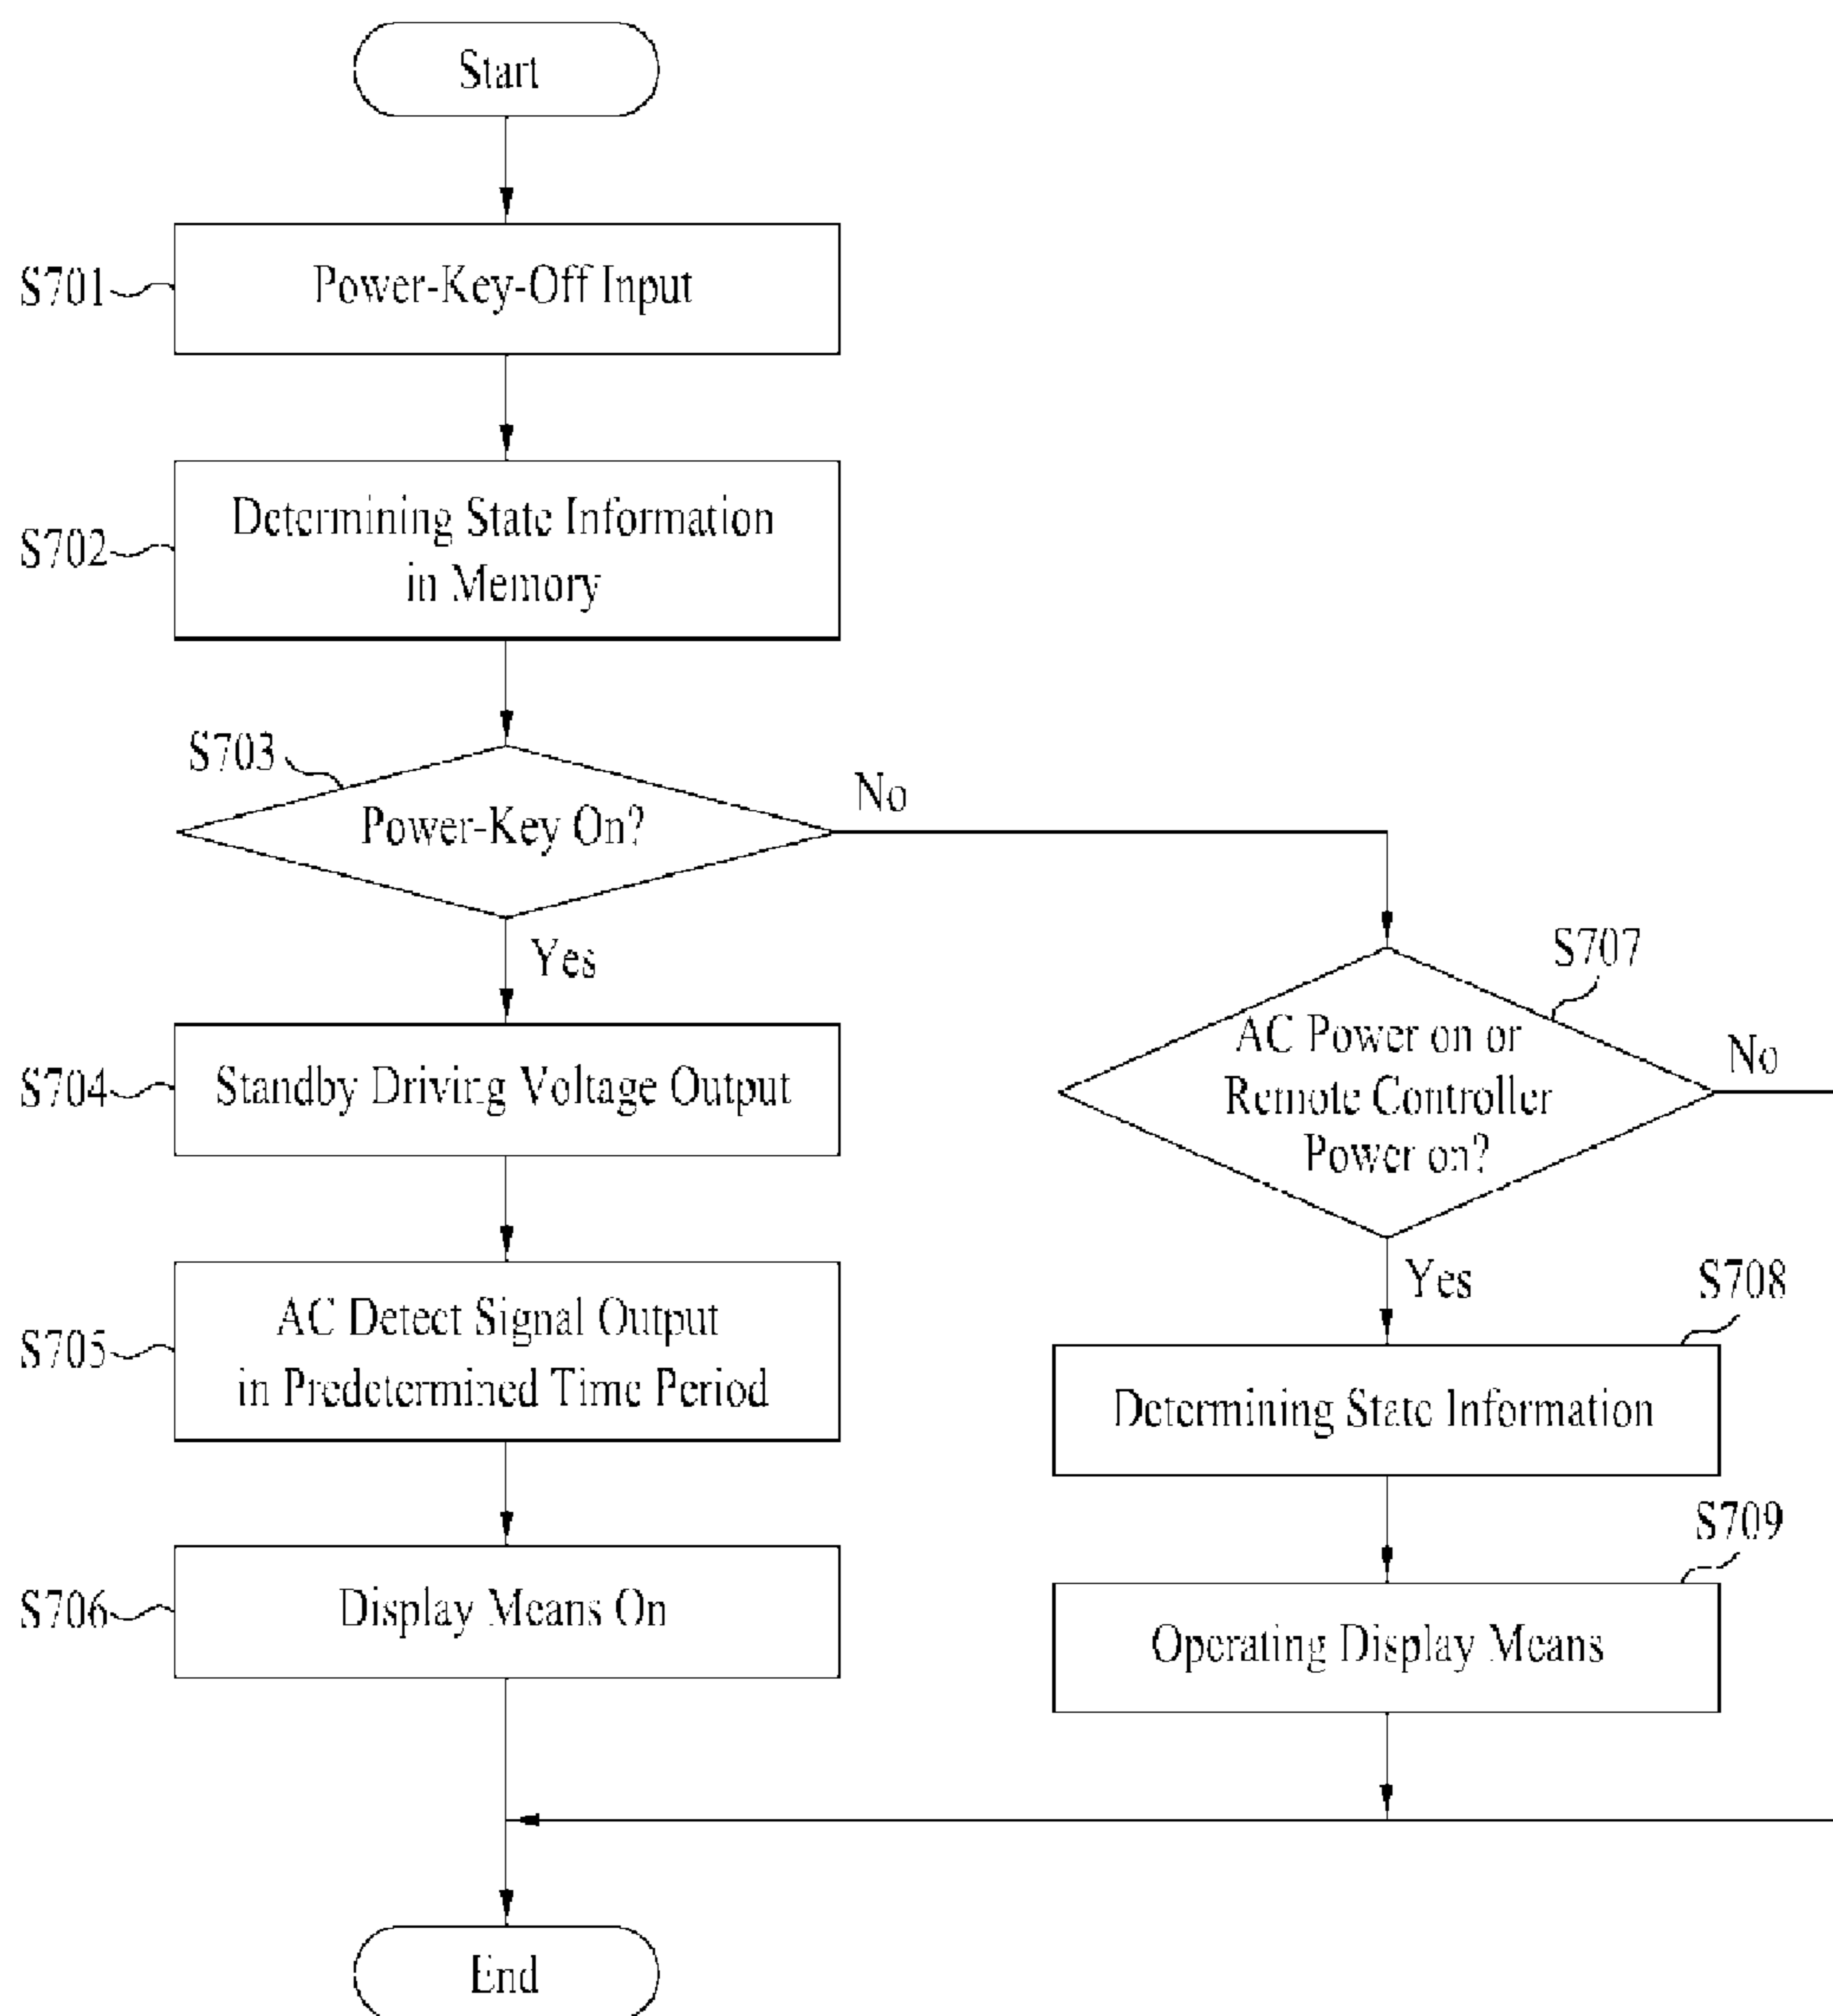 Start
S701
Power-Key-Off Input
S702
Determining State Information
in Memory
S703
Power-Key On?
No
Yes
S704
Standby Driving Voltage Output
S705
AC Detect Signal Output
in Predetermined Time Period
S706
Display Means On
S707
AC Power on or
Remote Controller
Power on?
No
Yes
S708
Determining State Information
S709
Operating Display Means
End